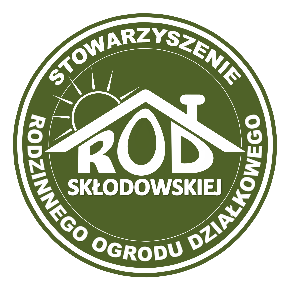 STOWARZYSZENIE
ROD
SKŁODOWSKIEJ
RODZINNEGO OGRODU DZIAŁKOWEGO